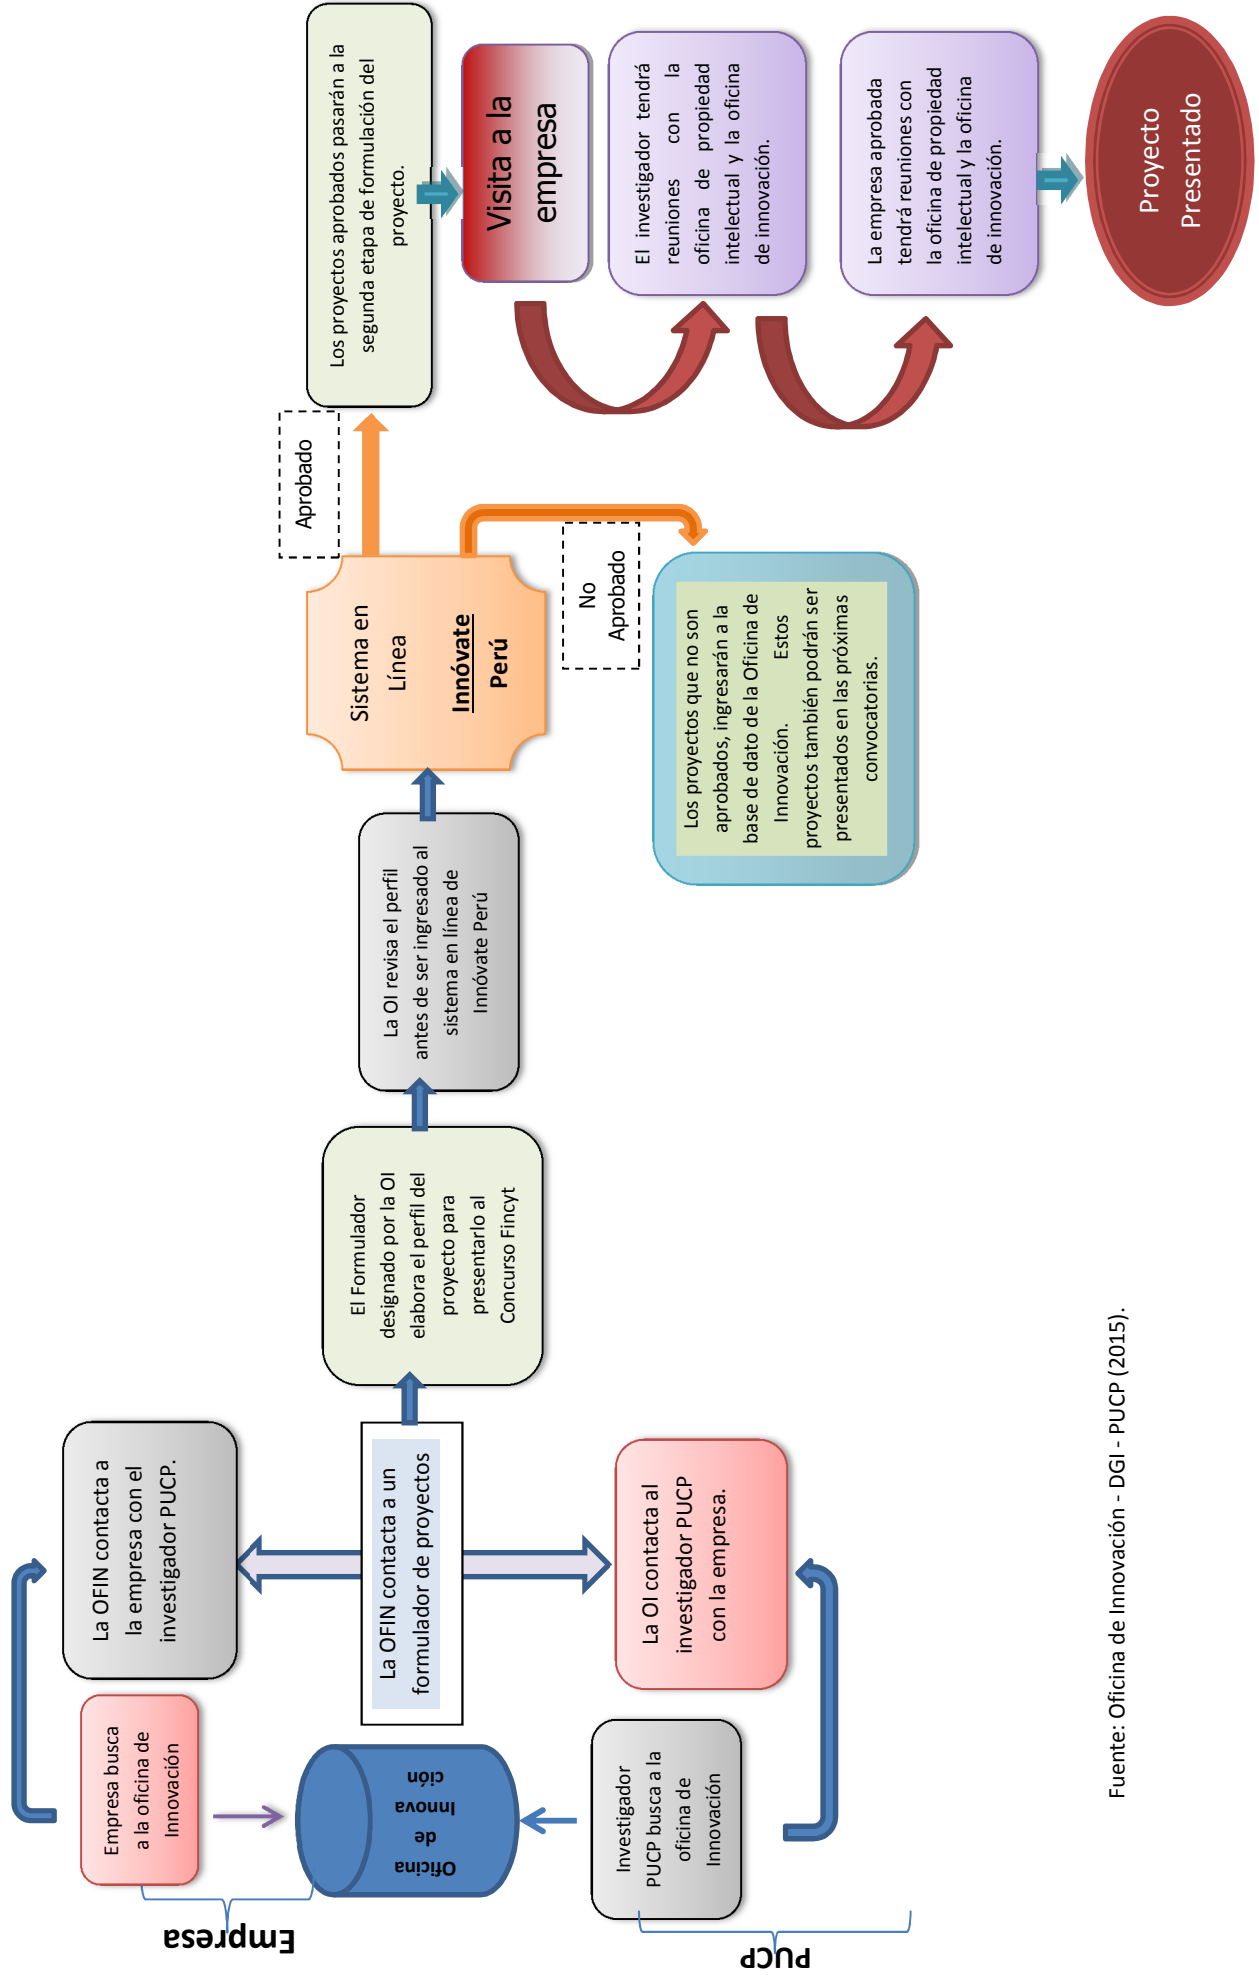 Empresa
Empresa busca
a la oficina de
Innovación
La OFIN contacta a
la empresa con el
investigador PUCP.
Oficina
de
Innova
ción
La OFIN contacta a un
formulador de proyectos
PUCP
Investigador
PUCP busca a la
oficina de
Innovación
La OI contacta al
investigador PUCP
con la empresa.
El Formulador
designado por la OI
elabora el perfil del
proyecto para
presentarlo al
Concurso Fincyt
La OI revisa el perfil
antes de ser ingresado al
sistema en línea de
Innóvate Perú
Sistema en
Línea
Innóvate
Perú
Aprobado
No
Aprobado
Los proyectos que no son
aprobados, ingresarán a la
base de dato de la Oficina de
Innovación. Estos
proyectos también podrán ser
presentados en las próximas
convocatorias.
Los proyectos aprobados pasarán a la
segunda etapa de formulación del
proyecto.
Visita a la
empresa
El investigador tendrá
reuniones con la
oficina de propiedad
intelectual y la oficina
de innovación.
La empresa aprobada
tendrá reuniones con
la oficina de propiedad
intelectual y la oficina
de innovación.
Proyecto
Presentado
Fuente: Oficina de Innovación - DGI - PUCP (2015).